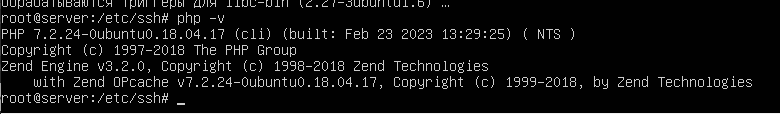 Обрабатываются триггеры для libc-bin (2.27-3ubuntu1.6) …
root@server:/etc/ssh# php -v
PHP 7.2.24-0ubuntu0.18.04.17 (cli) (built: Feb 23 2023 13:29:25) ( NTS )
Copyright (c) 1997-2018 The PHP Group
Zend Engine v3.2.0, Copyright (c) 1998-2018 Zend Technologies
    with Zend OPcache v7.2.24-0ubuntu0.18.04.17, Copyright (c) 1999-2018, by Zend Technologies
root@server:/etc/ssh# _